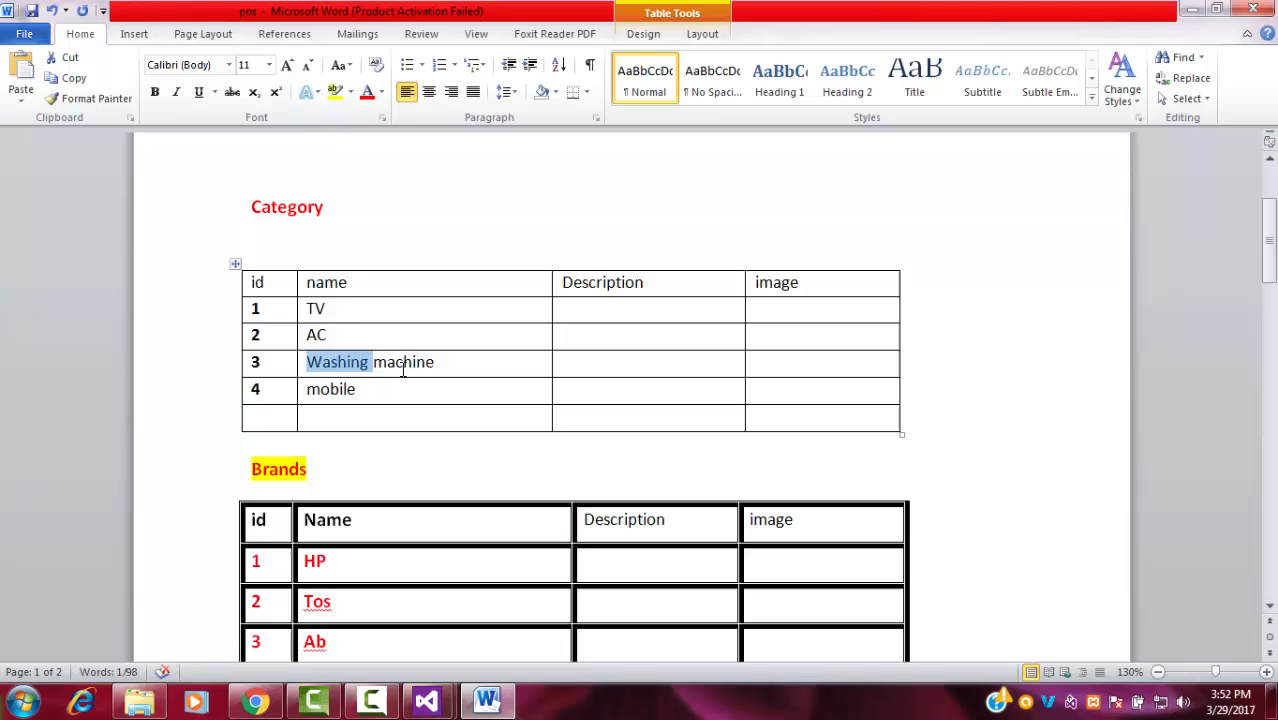 pos - Microsoft Word (Product Activation Failed)
Table Tools
File Home Insert Page Layout References Mailings Review View Foxit Reader PDF Design Layout
Paste
Cut
Copy
Format Painter
Clipboard
Calibri (Body) 11
Font
Paragraph
AaBbCcDc AaBbCcDc AaBbCc AaBbCc AaB AaBbCcDc AaBbCcDc
¶ Normal ¶ No Spaci... Heading 1 Heading 2 Title Subtitle Subtle Em...
Change Styles
Styles
Find
Replace
Select
Editing
Category
id name Description image
1 TV
2 AC
3 Washing machine
4 mobile
Brands
id Name Description image
1 HP
2 Tos
3 Ab
Page: 1 of 2 Words: 1/98 130%
3:52 PM
3/29/2017